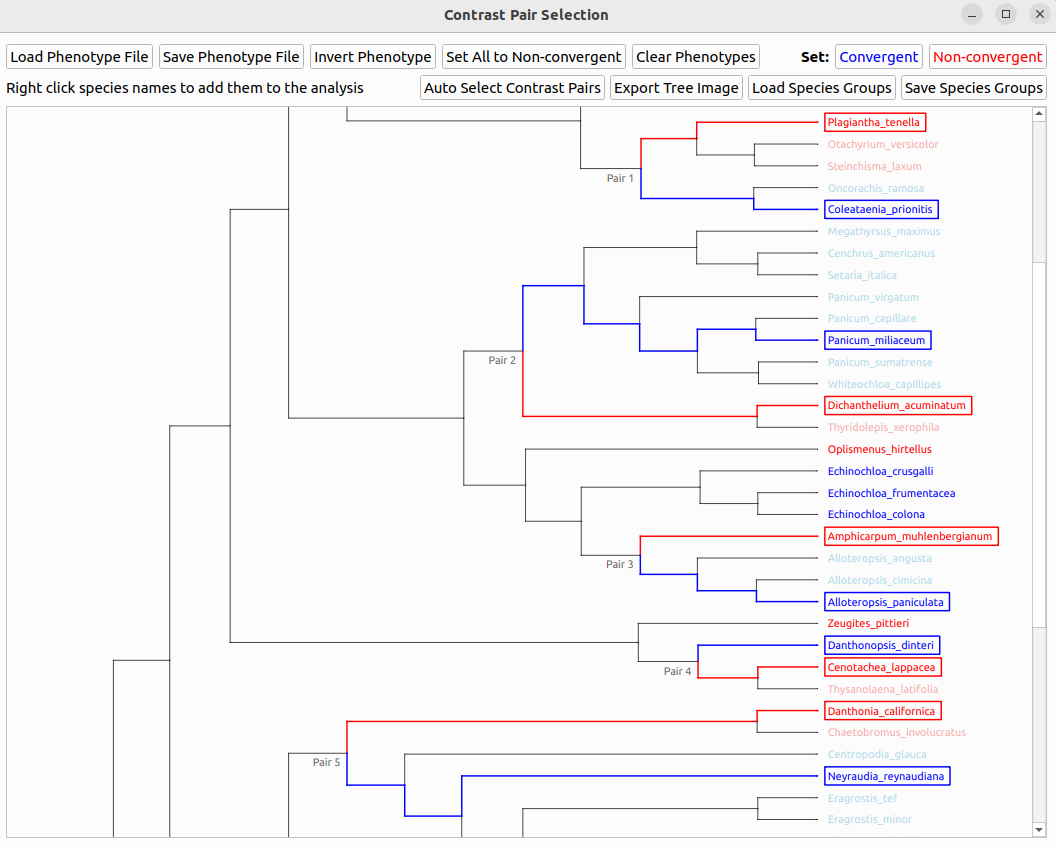 Contrast Pair Selection
Load Phenotype File Save Phenotype File Invert Phenotype Set All to Non-convergent Clear Phenotypes Set: Convergent Non-convergent
Right click species names to add them to the analysis Auto Select Contrast Pairs Export Tree Image Load Species Groups Save Species Groups
Plagiantha_tenella
Otachyrium_versicolor
Steinchisma_laxum
Pair 1
Oncorachis_ramosa
Coleataenia_prionitis
Megathyrsus_maximus
Cenchrus_americanus
Setaria_italica
Panicum_virgatum
Panicum_capillare
Panicum_miliaceum
Pair 2
Panicum_sumatrense
Whiteochloa_capillipes
Dichanthelium_acuminatum
Thyridolepis_xerophila
Oplismenus_hirtellus
Echinochloa_crusgalli
Echinochloa_frumentacea
Echinochloa_colona
Amphicarpum_muhlenbergianum
Alloteropsis_angusta
Pair 3
Alloteropsis_cimicina
Alloteropsis_paniculata
Zeugites_pittieri
Danthonopsis_dinteri
Cenotachea_lappacea
Pair 4
Thysanolaena_latifolia
Danthonia_californica
Chaetobromus_involucratus
Centropodia_glauca
Pair 5
Neyraudia_reynaudiana
Eragrostis_tef
Eragrostis_minor